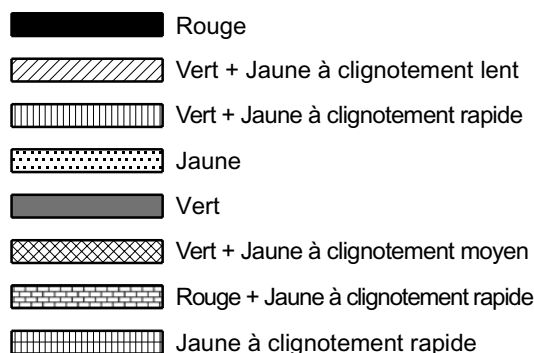 Rouge
Vert + Jaune à clignotement lent
Vert + Jaune à clignotement rapide
Jaune
Vert
Vert + Jaune à clignotement moyen
Rouge + Jaune à clignotement rapide
Jaune à clignotement rapide